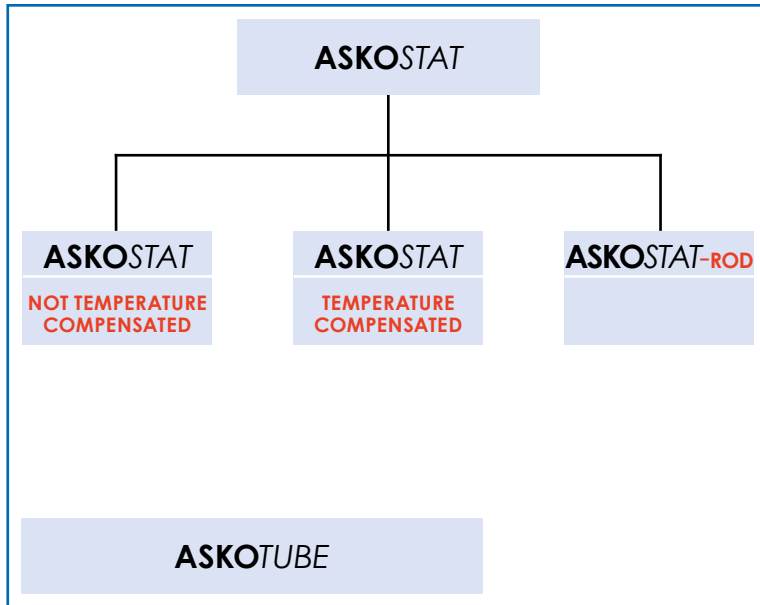 ASKOSTAT
ASKOSTAT
NOT TEMPERATURE
COMPENSATED
ASKOSTAT
TEMPERATURE
COMPENSATED
ASKOSTAT-ROD
ASKOTUBE